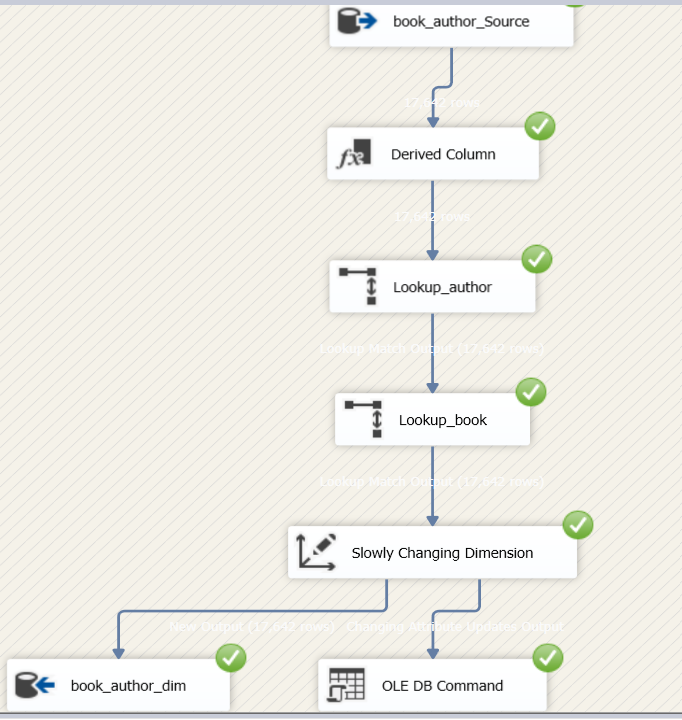 book_author_Source
17,642 rows
Derived Column
17,642 rows
Lookup_author
Lookup Match Output (17,642 rows)
Lookup_book
Lookup Match Output (17,642 rows)
Slowly Changing Dimension
New Output (17,642 rows)
Changing Attribute Updates Output
book_author_dim
OLE DB Command